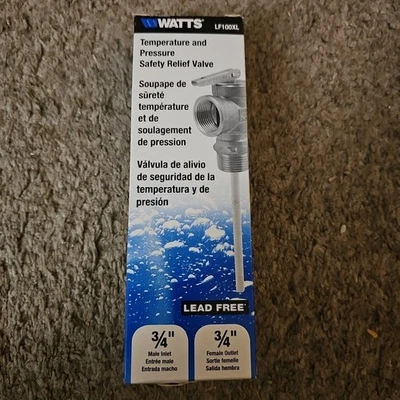 WATTS® LF100XL
Temperature and
Pressure
Safety Relief Valve
Soupape de
sûreté
température
et de
soulagement
de pression
Válvula de alivio
de seguridad de la
temperatura y de
presión
LEAD FREE*
3/4"
Male Inlet
Entrée male
Entrada macho
3/4"
Female Outlet
Sortie femelle
Salida hembra